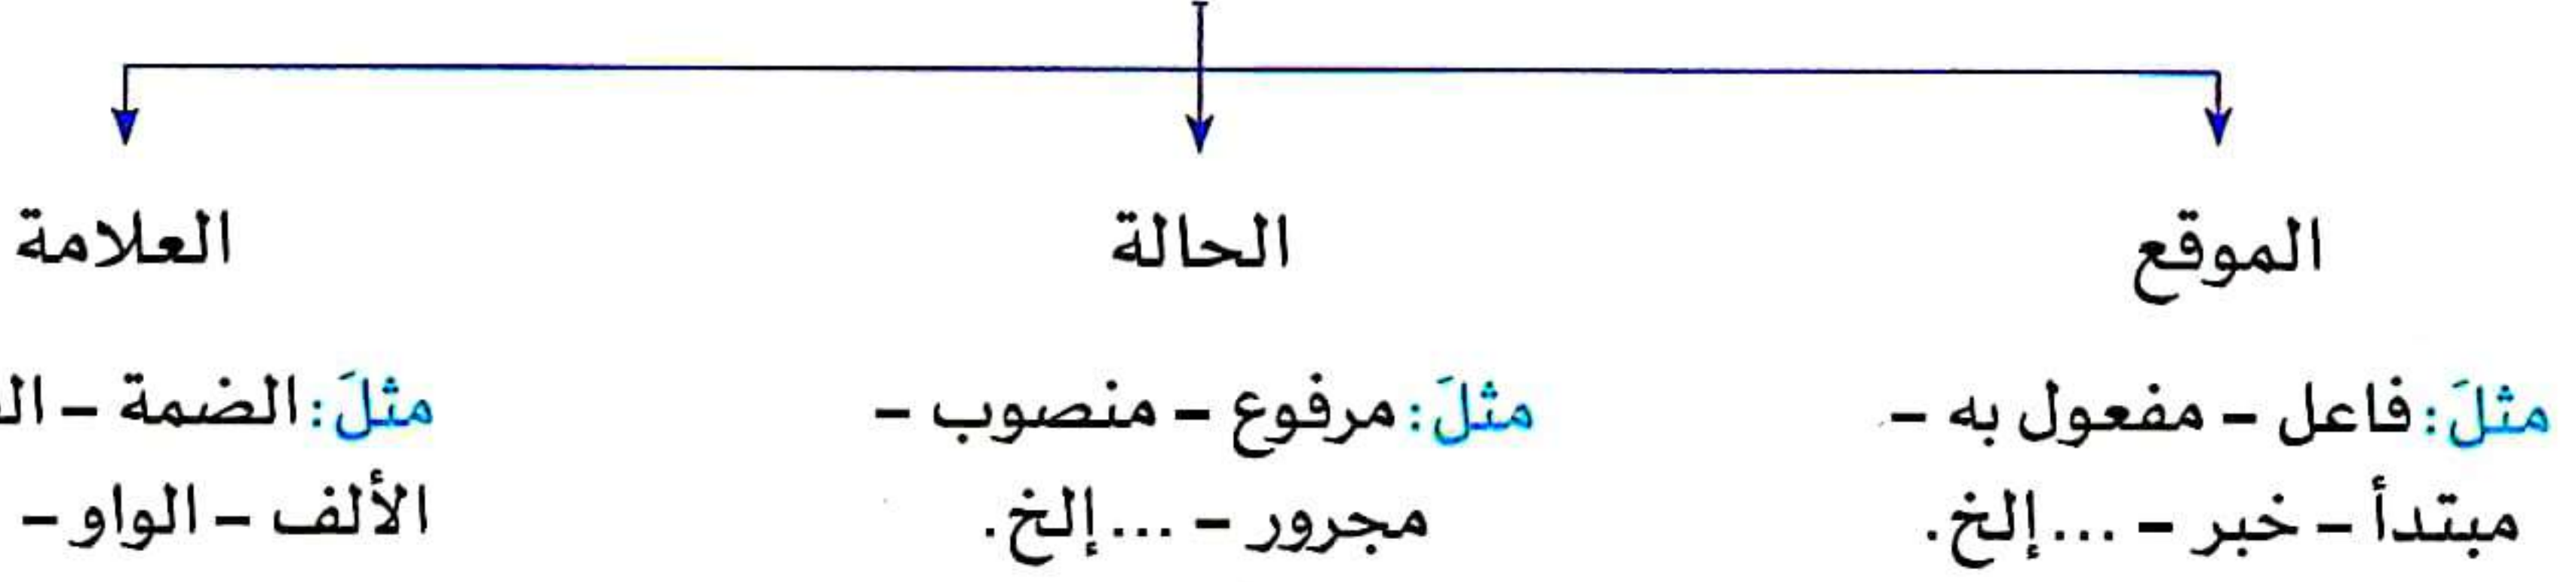 الموقع
الحالة
العلامة
مثلَ: فاعل – مفعول به –
مبتدأ – خبر – ... إلخ.
مثلَ: مرفوع – منصوب –
مجرور – ... إلخ.
مثلَ: الضمة –
الألف – الواو –